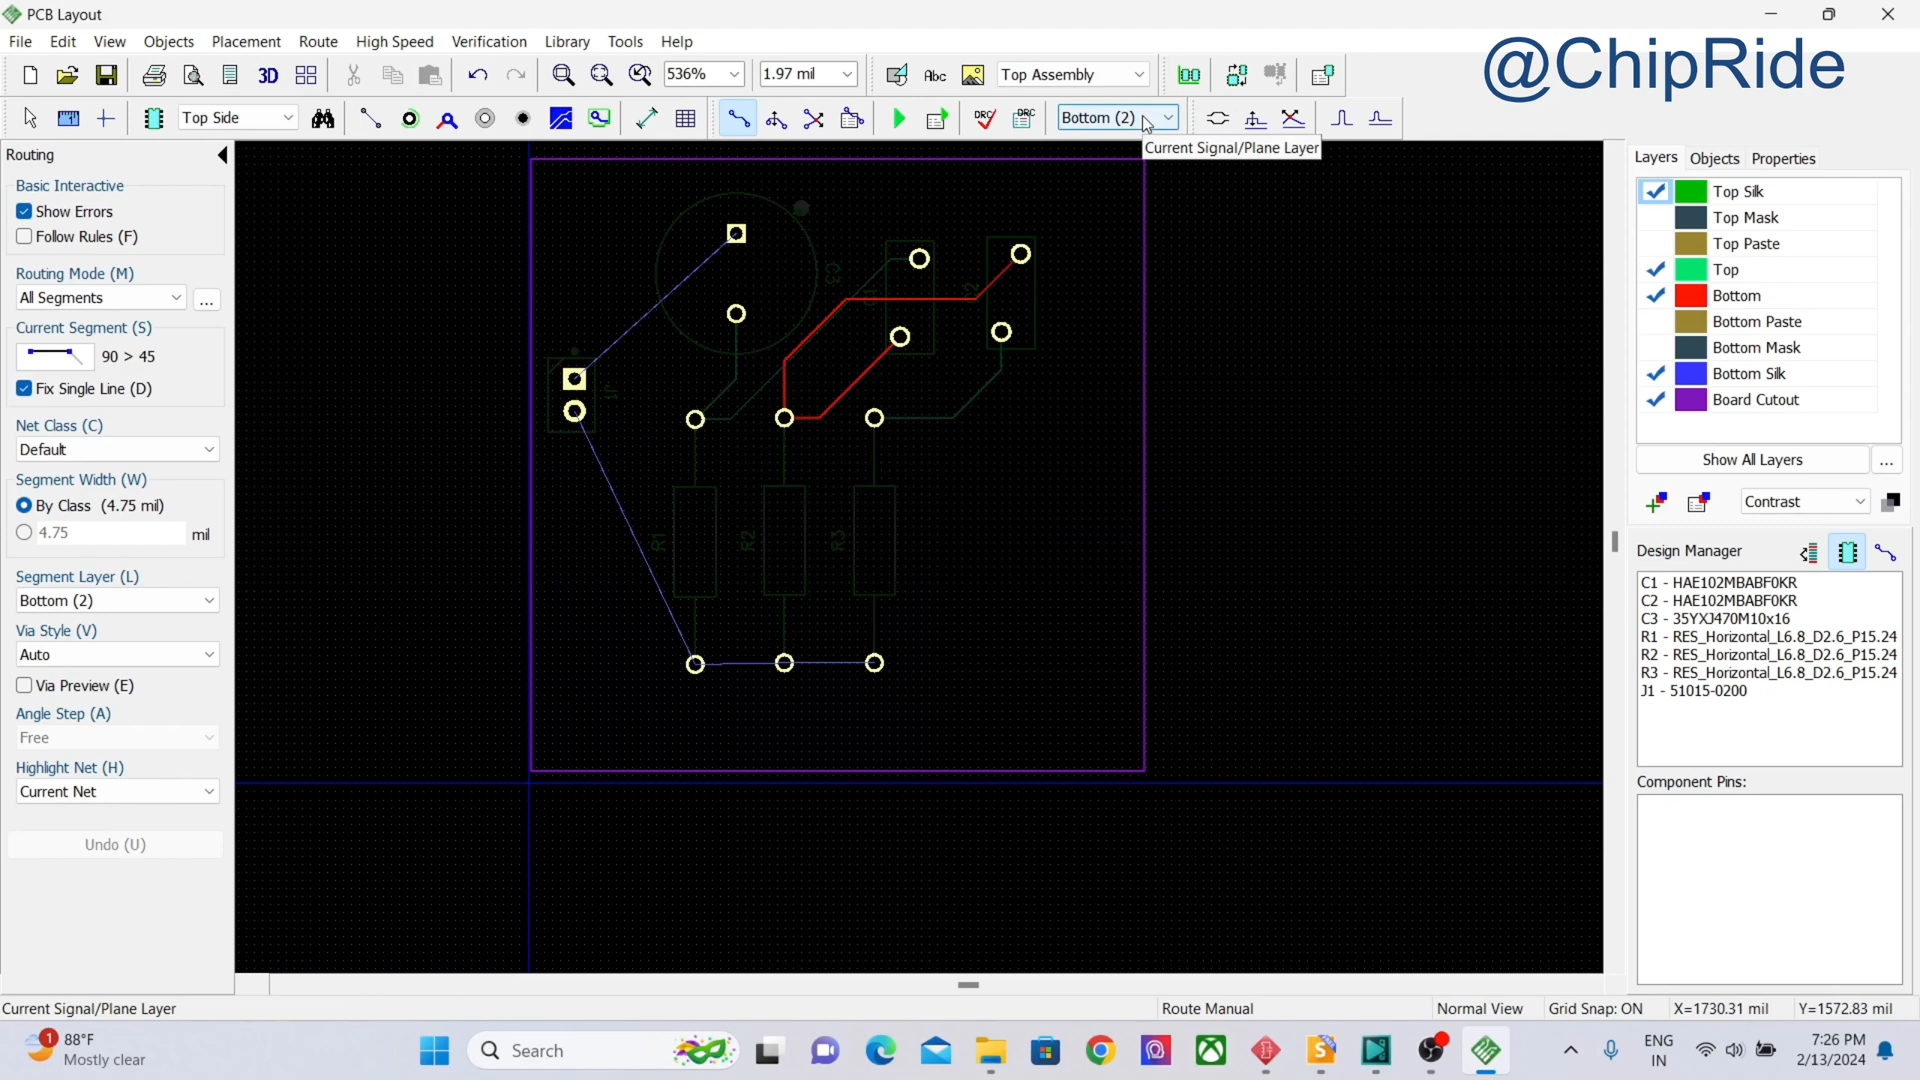 PCB Layout
File Edit View Objects Placement Route High Speed Verification Library Tools Help
@ChipRide
3D 536% 1.97 mil Abc Top Assembly
Top Side DRC DRC Bottom (2)
Current Signal/Plane Layer
Routing
Basic Interactive
Show Errors
Follow Rules (F)
Routing Mode (M)
All Segments ...
Current Segment (S)
90 > 45
Fix Single Line (D)
Net Class (C)
Default
Segment Width (W)
By Class (4.75 mil)
4.75 mil
Segment Layer (L)
Bottom (2)
Via Style (V)
Auto
Via Preview (E)
Angle Step (A)
Free
Highlight Net (H)
Current Net
Undo (U)
C3
J1
R1
R2
R3
Layers Objects Properties
Top Silk
Top Mask
Top Paste
Top
Bottom
Bottom Paste
Bottom Mask
Bottom Silk
Board Cutout
Show All Layers ...
Contrast
Design Manager
C1 - HAE102MBABF0KR
C2 - HAE102MBABF0KR
C3 - 35YXJ470M10x16
R1 - RES_Horizontal_L6.8_D2.6_P15.24
R2 - RES_Horizontal_L6.8_D2.6_P15.24
R3 - RES_Horizontal_L6.8_D2.6_P15.24
J1 - 51015-0200
Component Pins:
Current Signal/Plane Layer Route Manual Normal View Grid Snap: ON X=1730.31 mil Y=1572.83 mil
1
88°F
Mostly clear
Search
ENG
IN
7:26 PM
2/13/2024